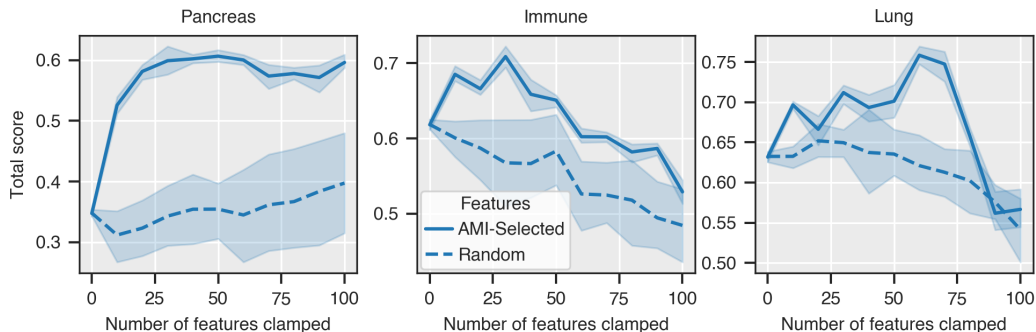 Pancreas
Immune
Lung
Total score
0.6
0.5
0.4
0.3
0.7
0.6
0.5
0.75
0.70
0.65
0.60
0.55
0.50
Features
AMI-Selected
Random
0 25 50 75 100
0 25 50 75 100
0 25 50 75 100
Number of features clamped
Number of features clamped
Number of features clamped